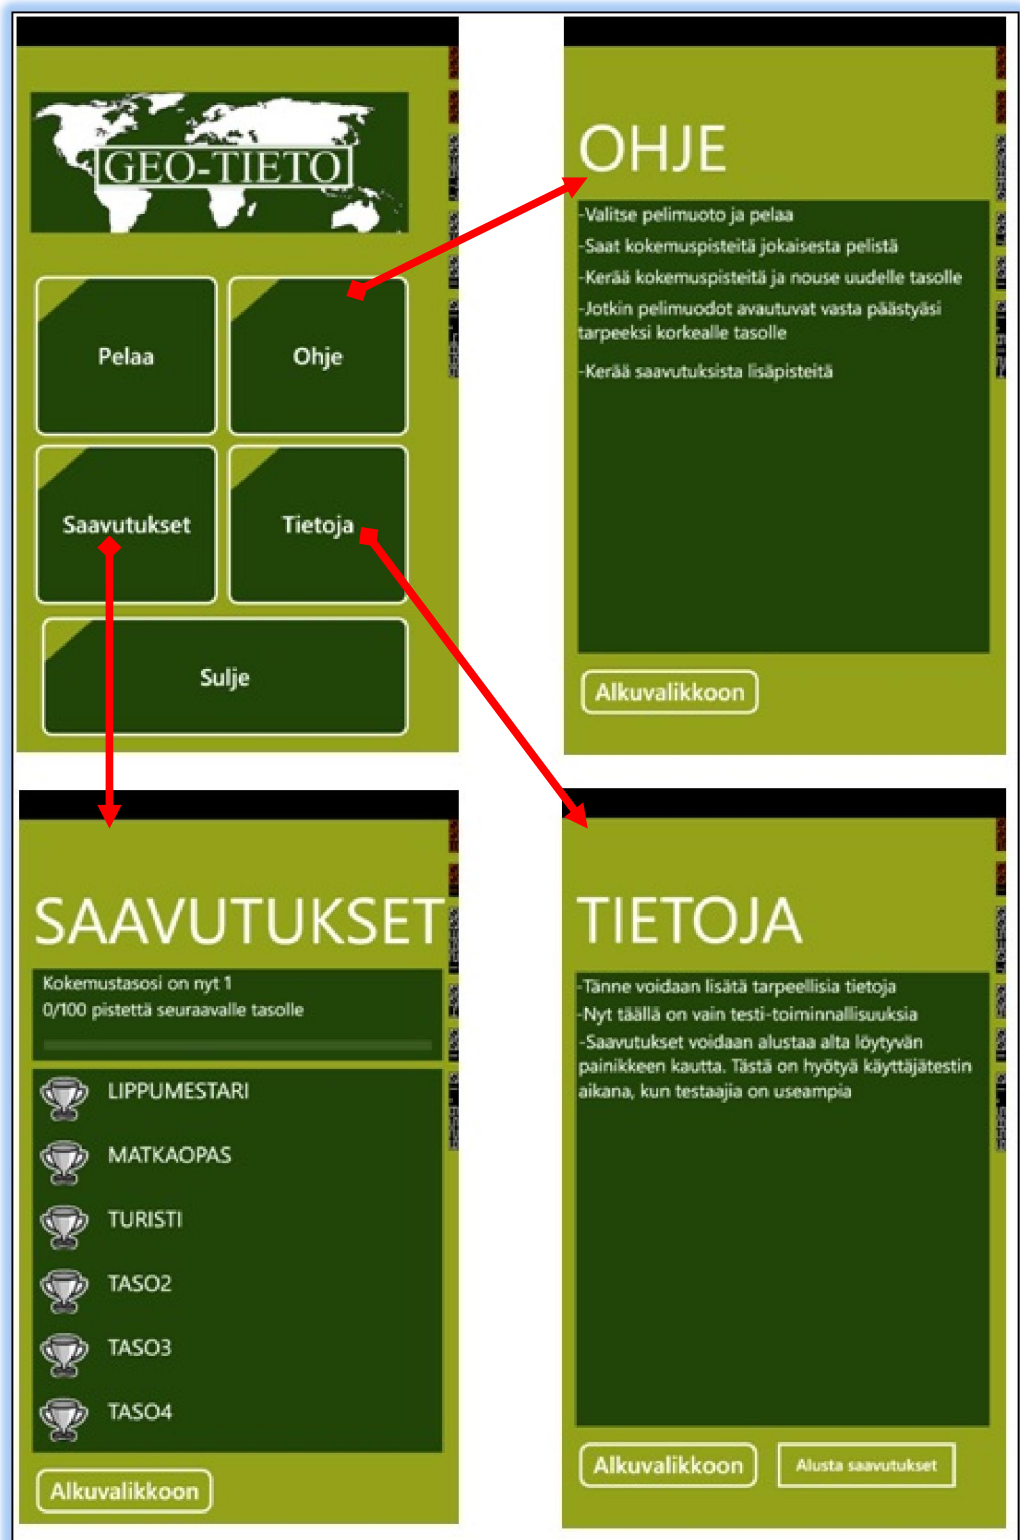 GEO-TIETO
Pelaa
Ohje
Saavutukset
Tietoja
Sulje
OHJE
-Valitse pelimuoto ja pelaa
-Saat kokemuspisteitä jokaisesta pelistä
-Kerää kokemuspisteitä ja nouse uudelle tasolle
-Jotkin pelimuodot avautuvat vasta päästyäsi
tarpeeksi korkealle tasolle
-Kerää saavutuksista lisäpisteitä
Alkuvalikkoon
SAAVUTUKSET
Kokemustasosi on nyt 1
0/100 pistettä seuraavalle tasolle
LIPPUMESTARI
MATKAOPAS
TURISTI
TASO2
TASO3
TASO4
Alkuvalikkoon
TIETOJA
-Tänne voidaan lisätä tarpeellisia tietoja
-Nyt täällä on vain testi-toiminnallisuuksia
-Saavutukset voidaan alustaa alta löytyvän
painikkeen kautta. Tästä on hyötyä käyttäjätestin
aikana, kun testaajia on useampia
Alkuvalikkoon
Alusta saavutukset